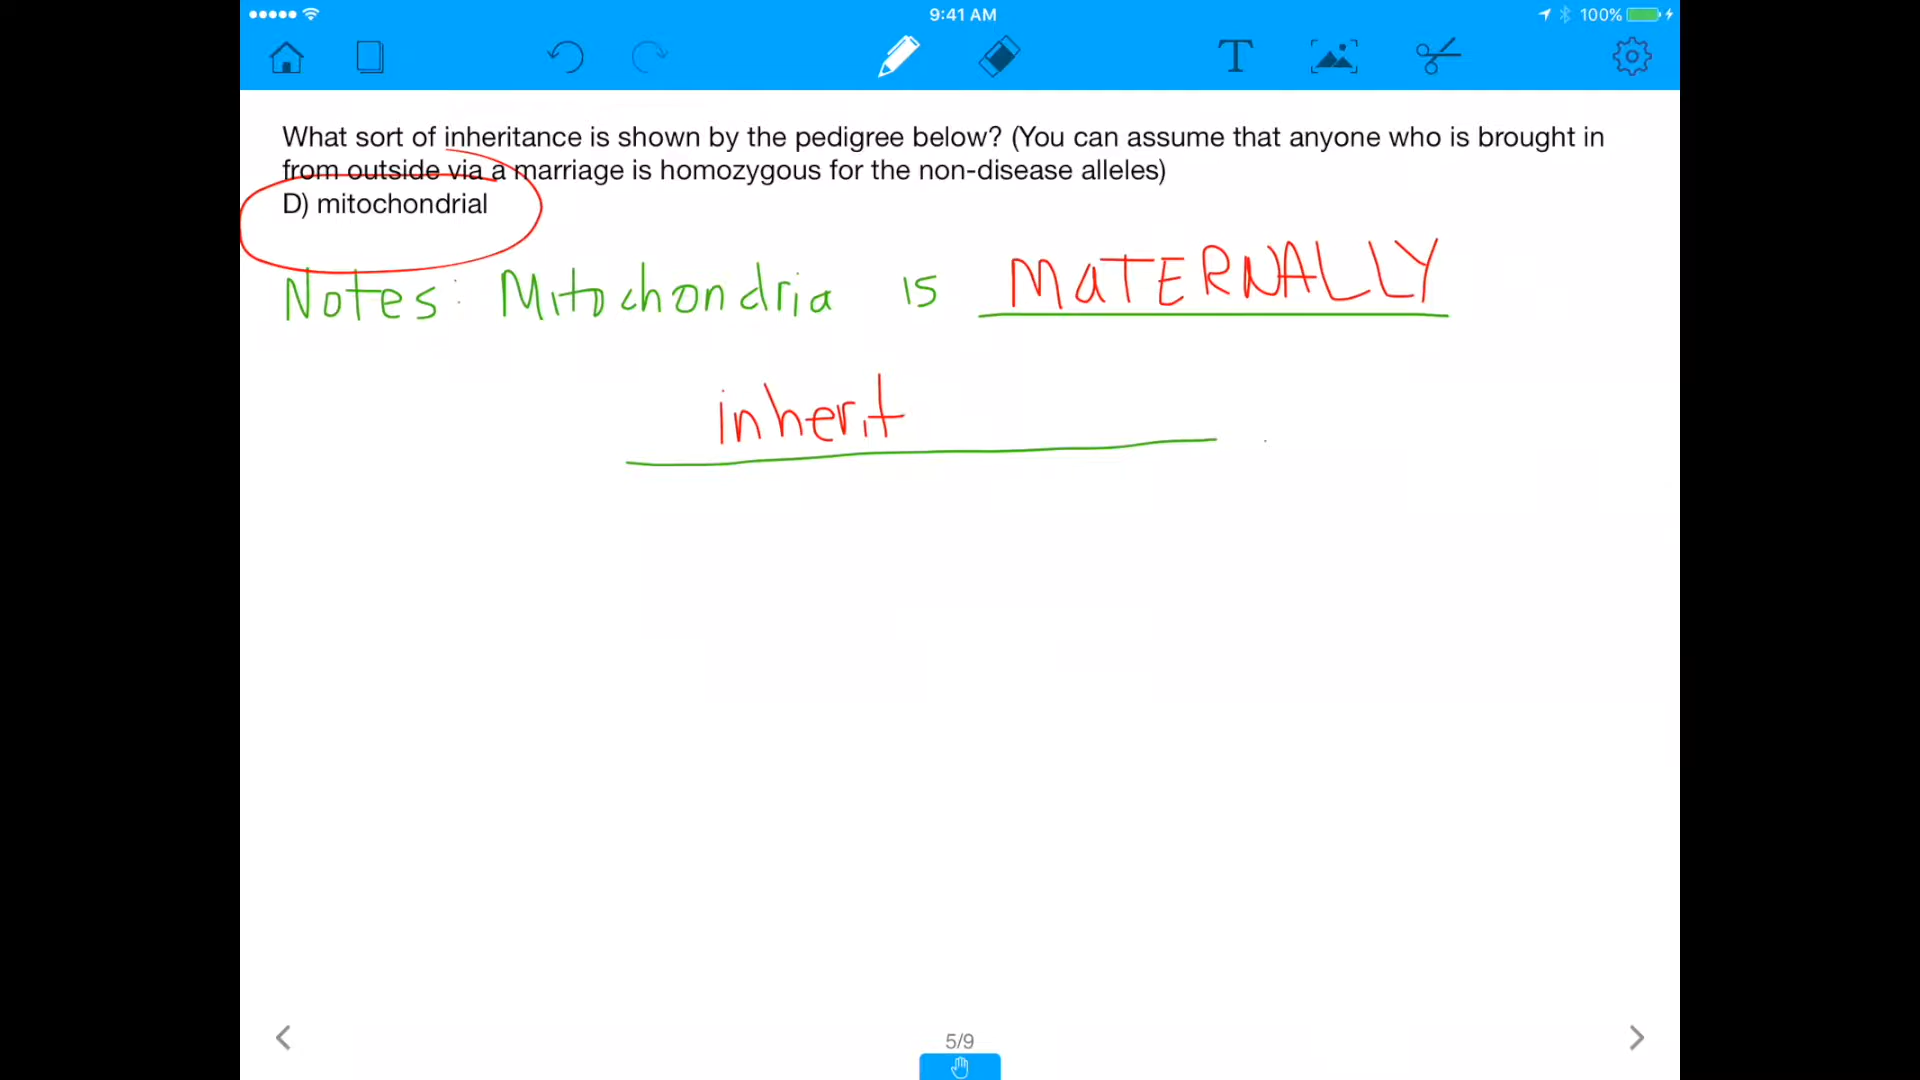 9:41 AM
100%
T
What sort of inheritance is shown by the pedigree below? (You can assume that anyone who is brought in
from outside via a marriage is homozygous for the non-disease alleles)
D) mitochondrial
Notes: Mitochondria is MaTERNALLY
inherit
5/9